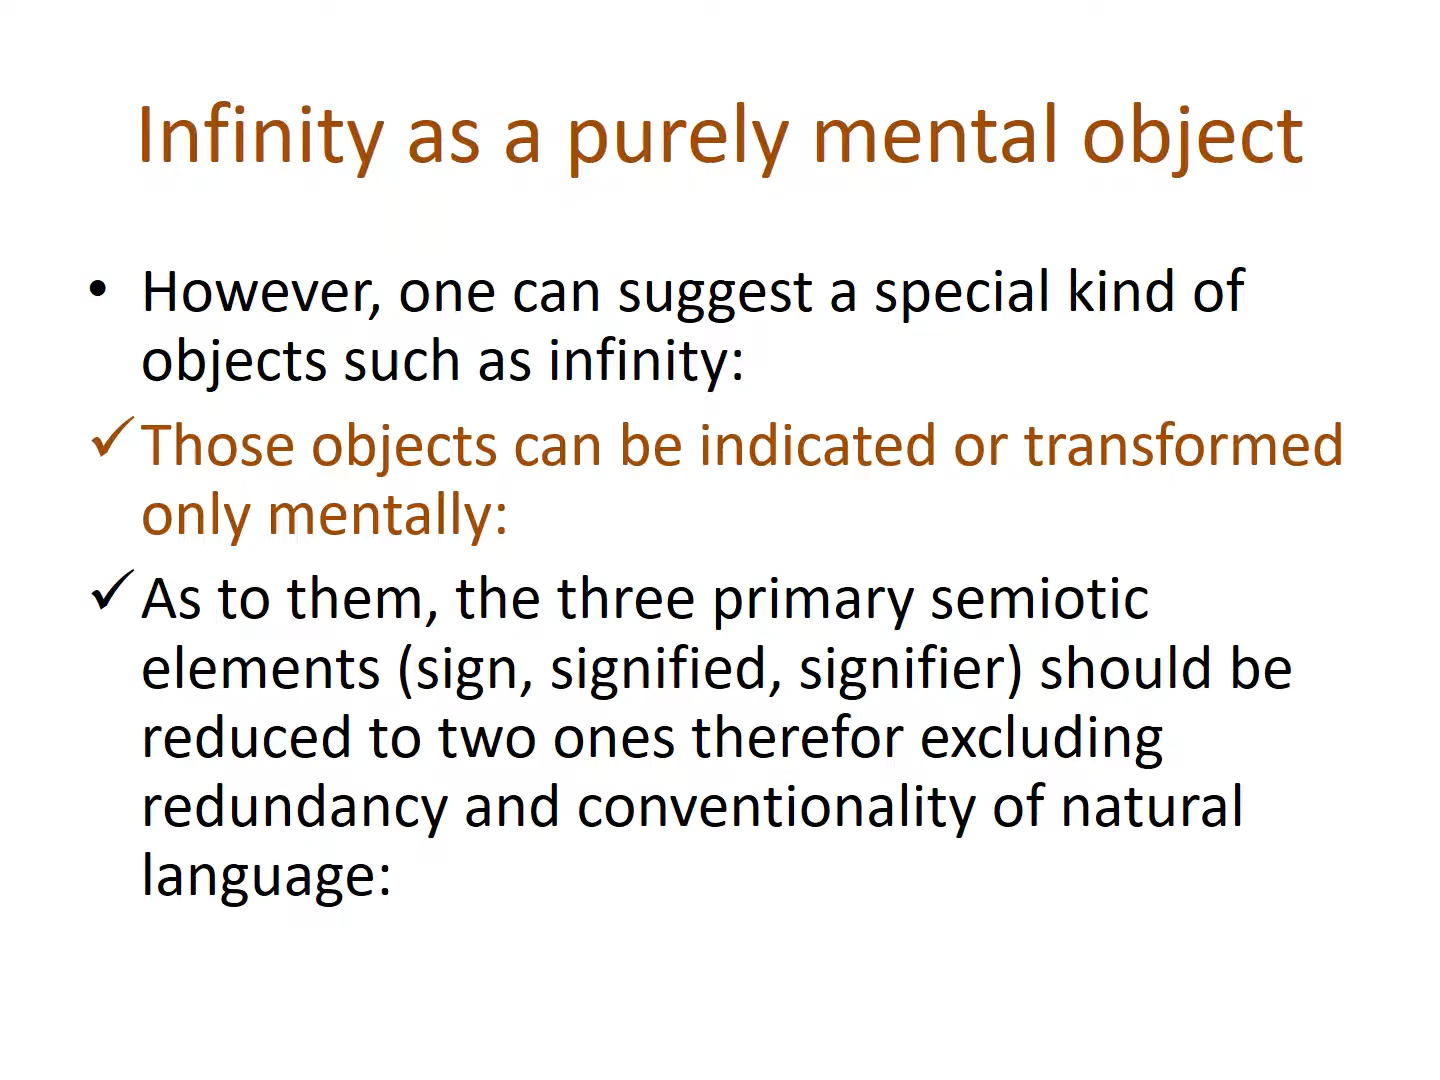 Infinity as a purely mental object
• However, one can suggest a special kind of
objects such as infinity:
✓Those objects can be indicated or transformed
only mentally:
✓As to them, the three primary semiotic
elements (sign, signified, signifier) should be
reduced to two ones therefor excluding
redundancy and conventionality of natural
language: